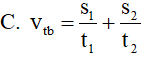 C. v_tb = s_1/t_1 + s_2/t_2